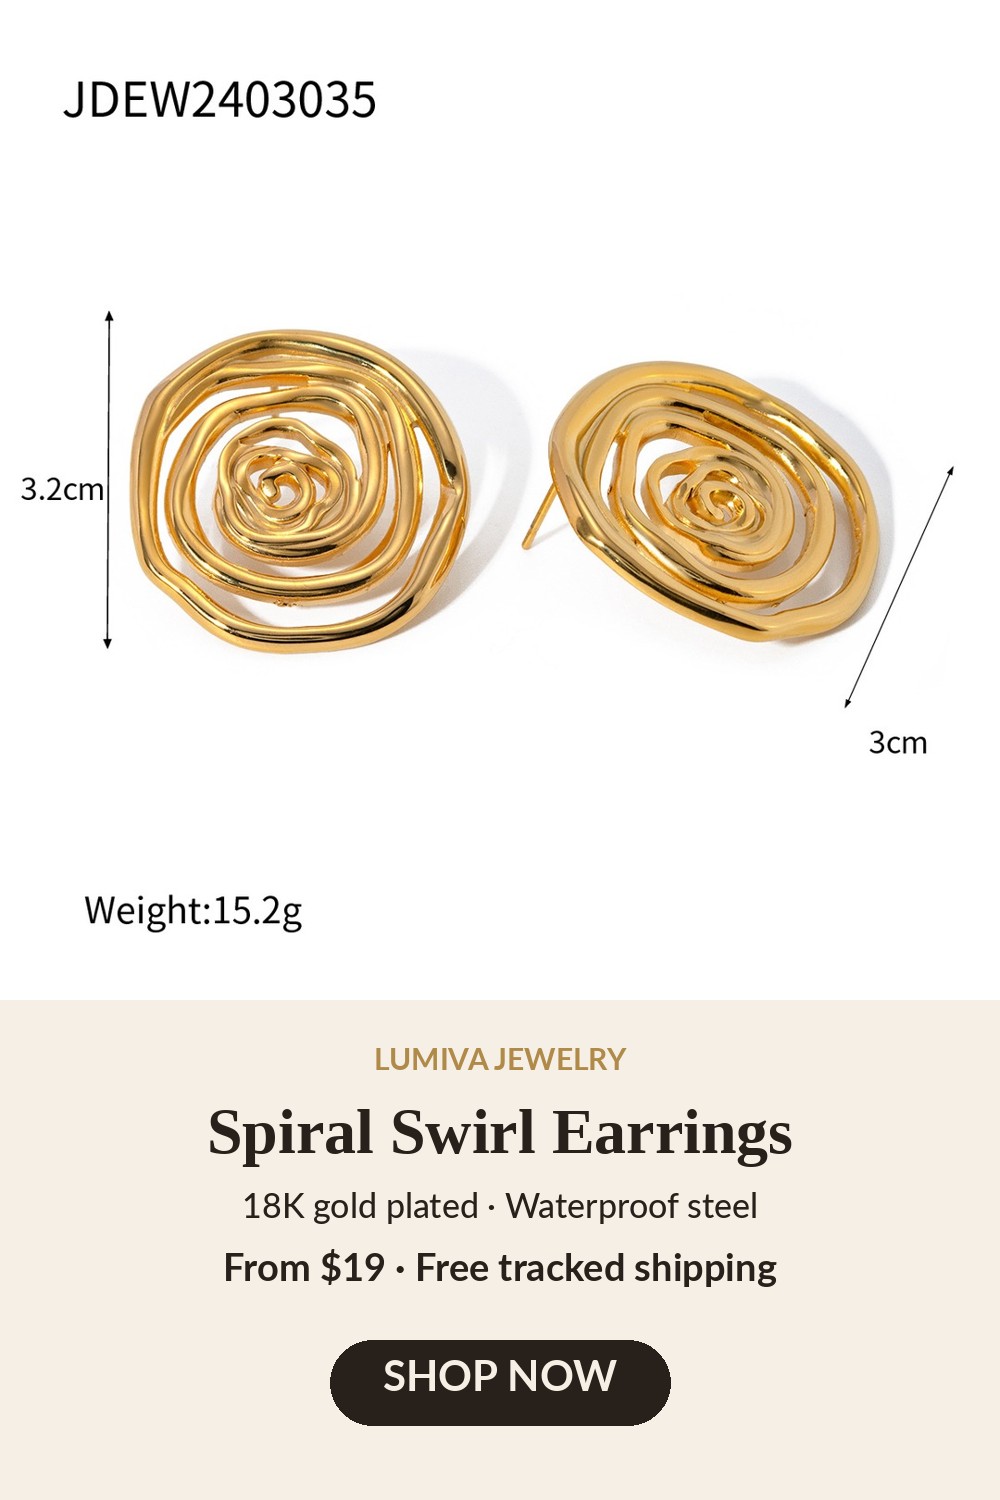 JDEW2403035
3.2cm
3cm
Weight:15.2g
LUMIVA JEWELRY
Spiral Swirl Earrings
18K gold plated · Waterproof steel
From $19 · Free tracked shipping
SHOP NOW